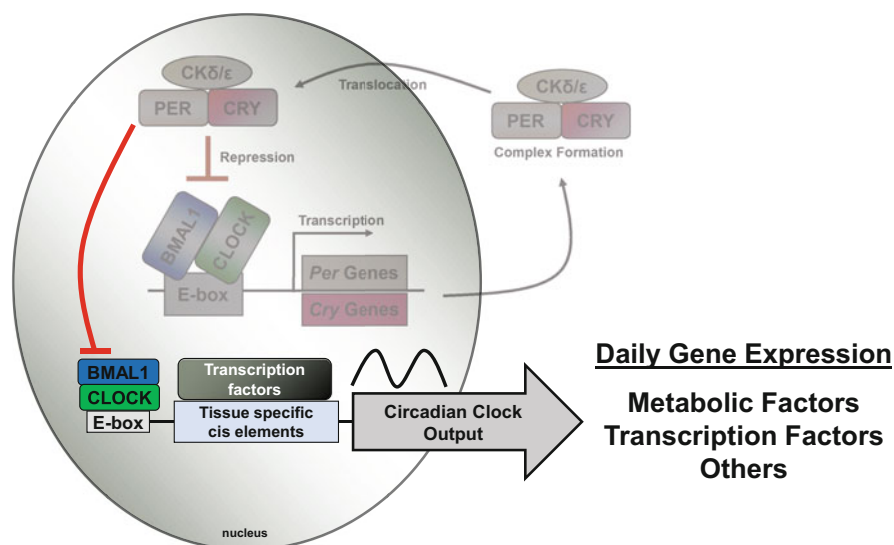 CKδ/ε
PER CRY
Translocation
CKδ/ε
PER CRY
Complex Formation
Repression
BMAL1
CLOCK
E-box
Transcription
Per Genes
Cry Genes
BMAL1
CLOCK
E-box
Transcription
factors
Tissue specific
cis elements
Circadian Clock
Output
Daily Gene Expression
Metabolic Factors
Transcription Factors
Others
nucleus